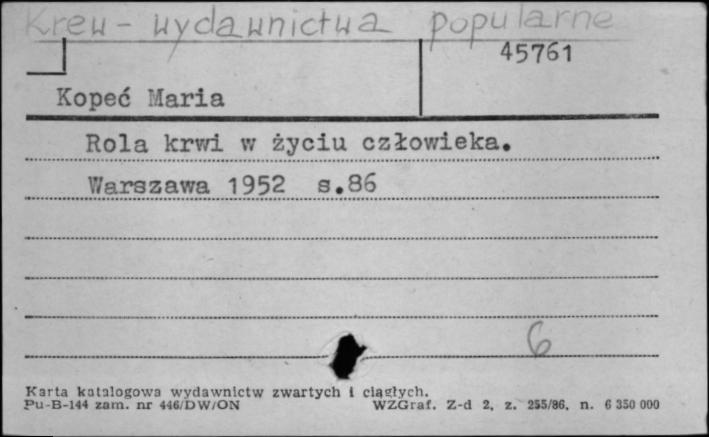 Krew - wydawnictwa popularne
45761
Kopeć Maria
Rola krwi w życiu człowieka.
Warszawa 1952 s.86
6
Karta katalogowa wydawnictw zwartych i ciągłych.
Pu-B-144 zam. nr 446/DW/ON WZGraf. Z-d 2, z. 255/86, n. 6 350 000